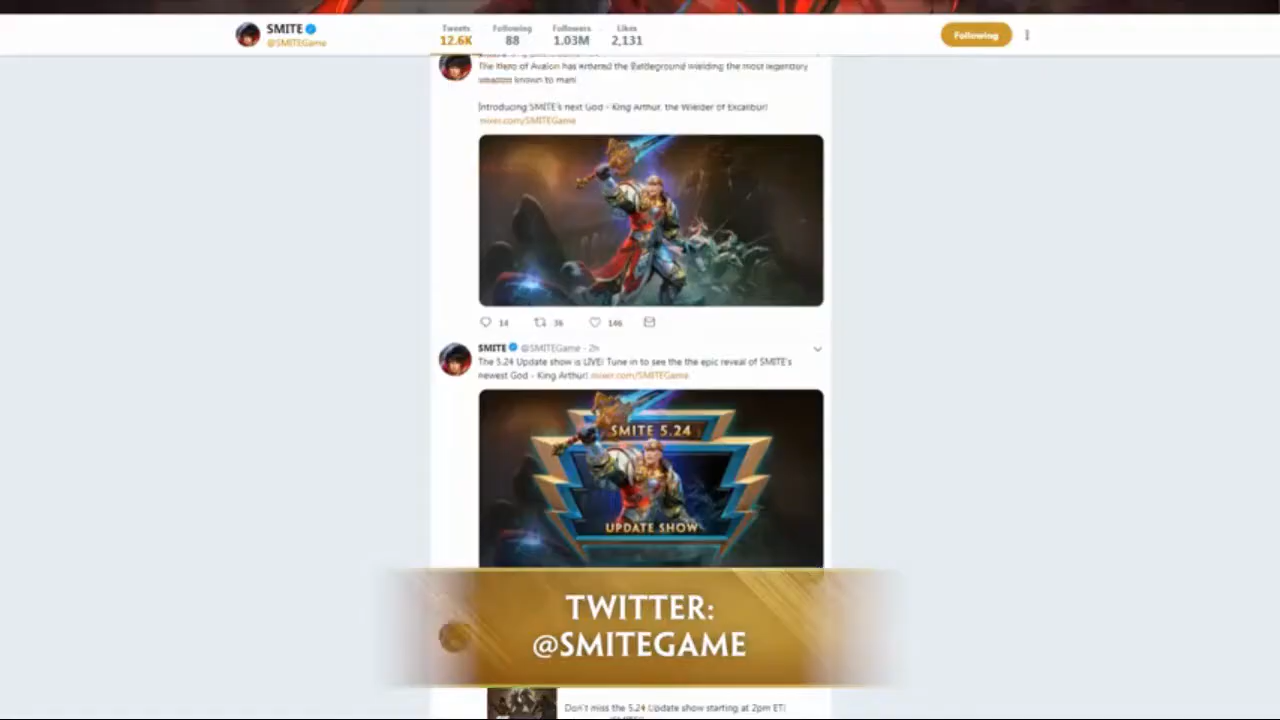 SMITE
@SMITEGame
Tweets Following Followers Likes
12.6K 88 1.03M 2,131
Following
The Hero of Avalon has entered the Battleground wielding the most legendary
weapon known to man!
Introducing SMITE's next God - King Arthur, the Wielder of Excalibur!
mixer.com/SMITEGame
14 36 146
SMITE @SMITEGame - 2h
The 5.24 Update show is LIVE! Tune in to see the the epic reveal of SMITE's
newest God - King Arthur! mixer.com/SMITEGame
SMITE 5.24
UPDATE SHOW
TWITTER:
@SMITEGAME
Don't miss the 5.24 Update show starting at 2pm ET!